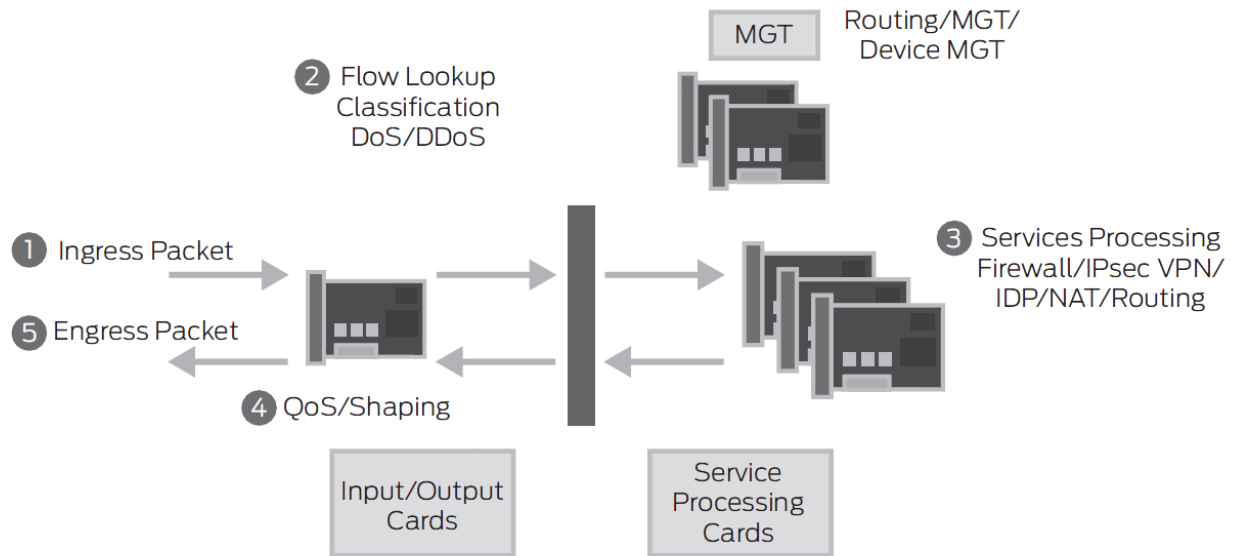 MGT
Routing/MGT/
Device MGT
2 Flow Lookup
Classification
DoS/DDoS
1 Ingress Packet
3 Services Processing
Firewall/IPsec VPN/
IDP/NAT/Routing
5 Engress Packet
4 QoS/Shaping
Input/Output
Cards
Service
Processing
Cards